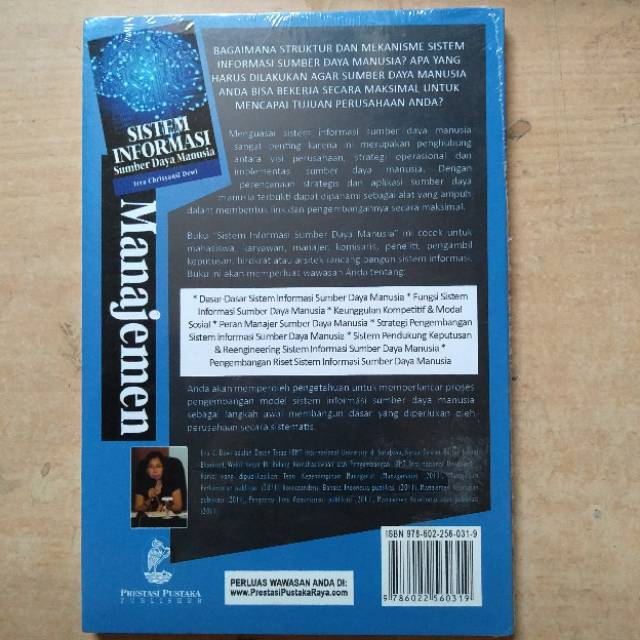 SISTEM
INFORMASI
Sumber Daya Manusia
Irra Chrisyanti Dewi
Manajemen
BAGAIMANA STRUKTUR DAN MEKANISME SISTEM
INFORMASI SUMBER DAYA MANUSIA? APA YANG
HARUS DILAKUKAN AGAR SUMBER DAYA MANUSIA
ANDA BISA BEKERJA SECARA MAKSIMAL UNTUK
MENCAPAI TUJUAN PERUSAHAAN ANDA?
Menguasai sistem informasi sumber daya manusia
sangat penting karena ini merupakan penghubung
antara visi perusahaan, strategi operasional dan
implementas sumber daya manusia. Dengan
perencanaan strategis dan aplikasi sumber daya
manusia terbukti dapat dipahami sebagai alat yang ampuh
dalam membentuk link dan pengembangannya secara maksimal.
Buku "Sistem Informasi Sumber Daya Manusia" ini cocok untuk
mahasiswa, karyawan, manajer, komisaris, peneliti, pengambil
keputusan, birokrat atau arsitek rancang bangun sistem informasi.
Buku ini akan memperluas wawasan Anda tentang:
* Dasar-Dasar Sistem Informasi Sumber Daya Manusia * Fungsi Sistem
Informasi Sumber Daya Manusia * Keunggulan Kompetitif & Modal
Sosial * Peran Manajer Sumber Daya Manusia * Strategi Pengembangan
Sistem Informasi Sumber Daya Manusia * Sistem Pendukung Keputusan
& Reengineering Sistem Informasi Sumber Daya Manusia *
Pengembangan Riset Sistem Informasi Sumber Daya Manusia
Anda akan memperoleh pengetahuan untuk memperlancar proses
pengembangan model sistem informasi sumber daya manusia
sebagai langkah awal membangun dasar yang diperlukan oleh
perusahaan secara sistematis.
PRESTASI PUSTAKA
PUBLISHER
PERLUAS WAWASAN ANDA DI:
www.PrestasiPustakaRaya.com
ISBN 978-602-256-031-9
9 786022 560319